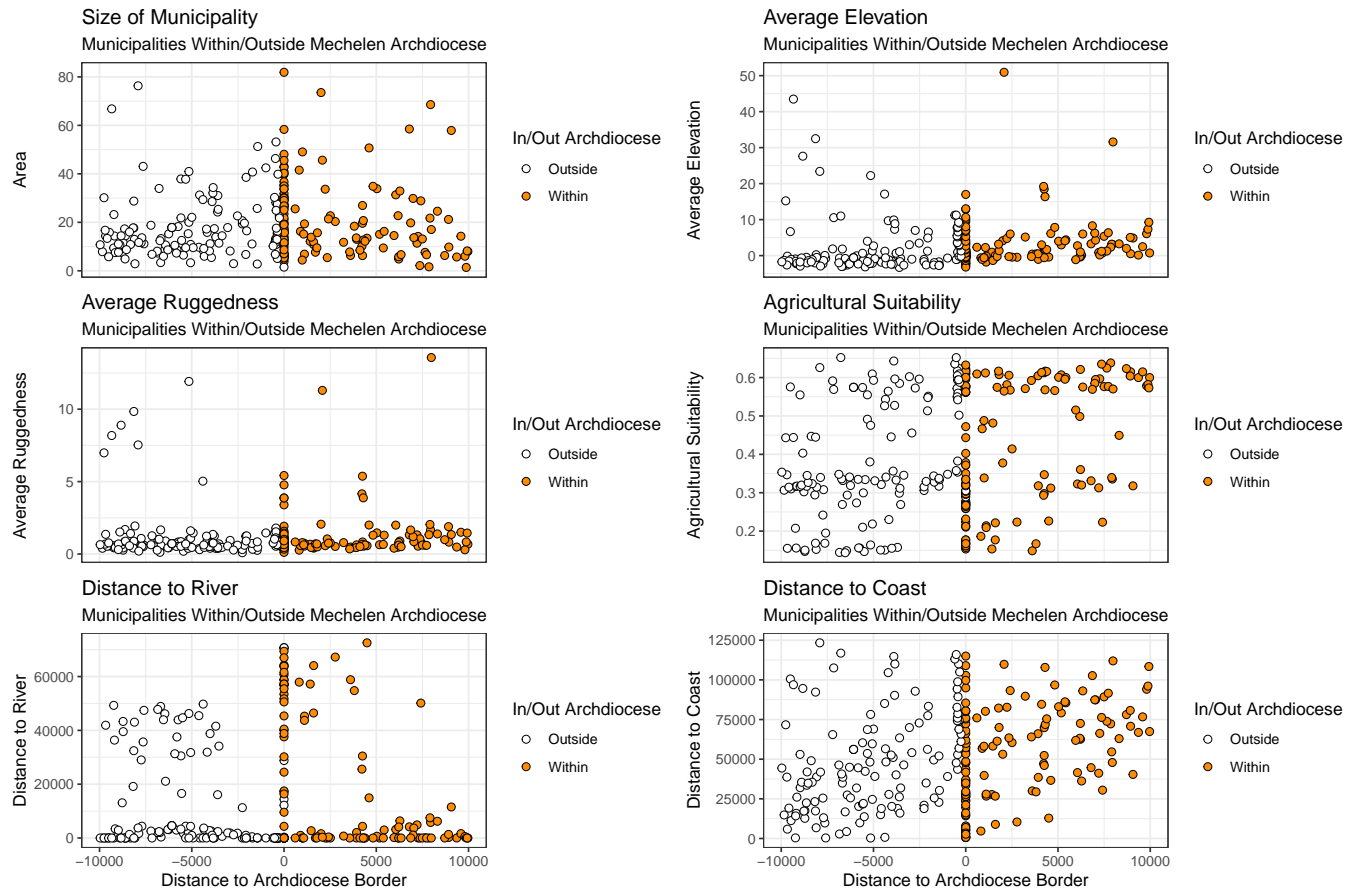 Size of Municipality
Municipalities Within/Outside Mechelen Archdiocese
Area
80
60
40
20
0
In/Out Archdiocese
Outside
Within
Average Elevation
Municipalities Within/Outside Mechelen Archdiocese
Average Elevation
50
40
30
20
10
0
In/Out Archdiocese
Outside
Within
Average Ruggedness
Municipalities Within/Outside Mechelen Archdiocese
Average Ruggedness
10
5
0
In/Out Archdiocese
Outside
Within
Agricultural Suitability
Municipalities Within/Outside Mechelen Archdiocese
Agricultural Suitability
0.6
0.5
0.4
0.3
0.2
In/Out Archdiocese
Outside
Within
Distance to River
Municipalities Within/Outside Mechelen Archdiocese
Distance to River
60000
40000
20000
0
−10000 −5000 0 5000 10000
Distance to Archdiocese Border
In/Out Archdiocese
Outside
Within
Distance to Coast
Municipalities Within/Outside Mechelen Archdiocese
Distance to Coast
125000
100000
75000
50000
25000
0
−10000 −5000 0 5000 10000
Distance to Archdiocese Border
In/Out Archdiocese
Outside
Within